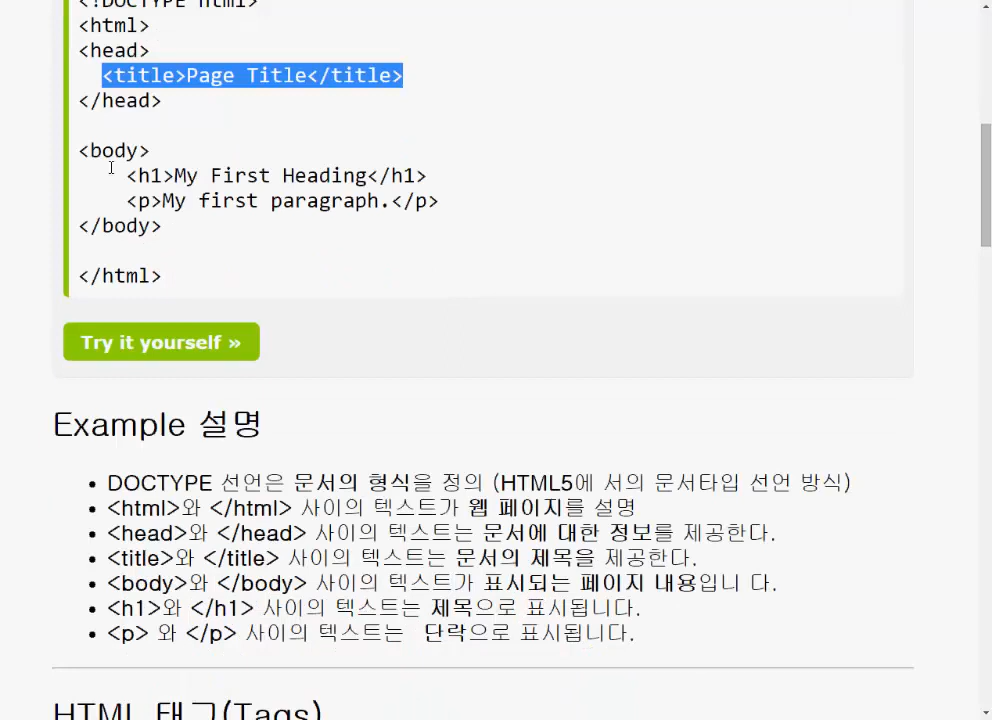 <!DOCTYPE html>
<html>
<head>
<title>Page Title</title>
</head>
<body>
<h1>My First Heading</h1>
<p>My first paragraph.</p>
</body>
</html>
Try it yourself »
Example 설명
• DOCTYPE 선언은 문서의 형식을 정의 (HTML5에 서의 문서타입 선언 방식)
• <html>와 </html> 사이의 텍스트가 웹 페이지를 설명
• <head>와 </head> 사이의 텍스트는 문서에 대한 정보를 제공한다.
• <title>와 </title> 사이의 텍스트는 문서의 제목을 제공한다.
• <body>와 </body> 사이의 텍스트가 표시되는 페이지 내용입니 다.
• <h1>와 </h1> 사이의 텍스트는 제목으로 표시됩니다.
• <p> 와 </p> 사이의 텍스트는 단락으로 표시됩니다.
HTML 태그(Tags)